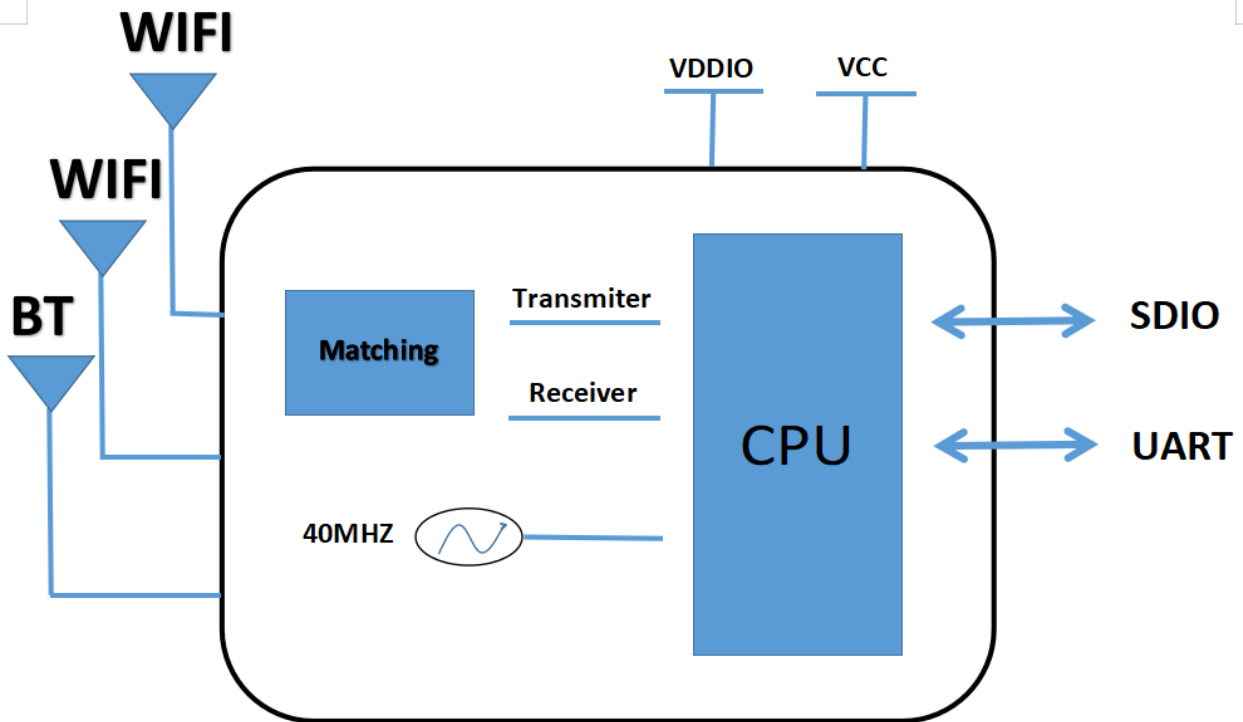 WIFI
VDDIO
VCC
WIFI
BT
Transmiter
SDIO
Matching
Receiver
CPU
UART
40MHZ